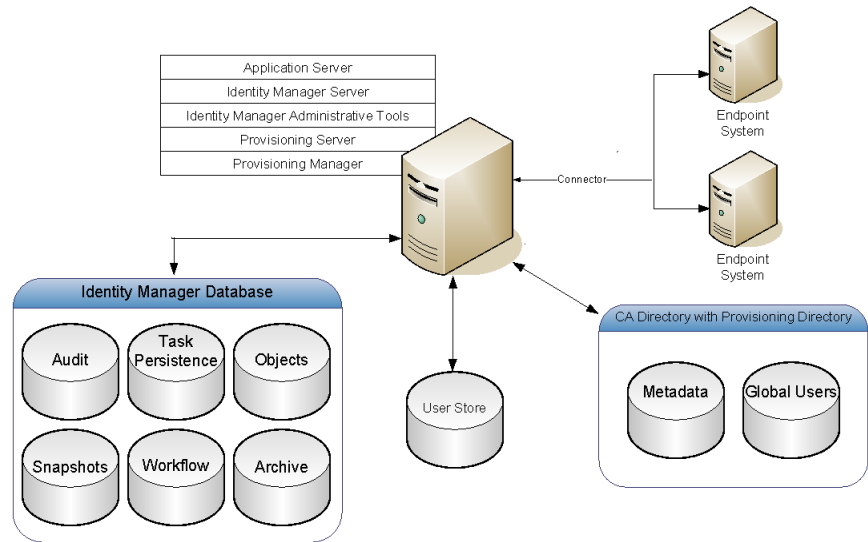 Application Server
Identity Manager Server
Identity Manager Administrative Tools
Provisioning Server
Provisioning Manager
Endpoint
System
Connector
Endpoint
System
Identity Manager Database
Audit
Task
Persistence
Objects
Snapshots
Workflow
Archive
User Store
CA Directory with Provisioning Directory
Metadata
Global Users